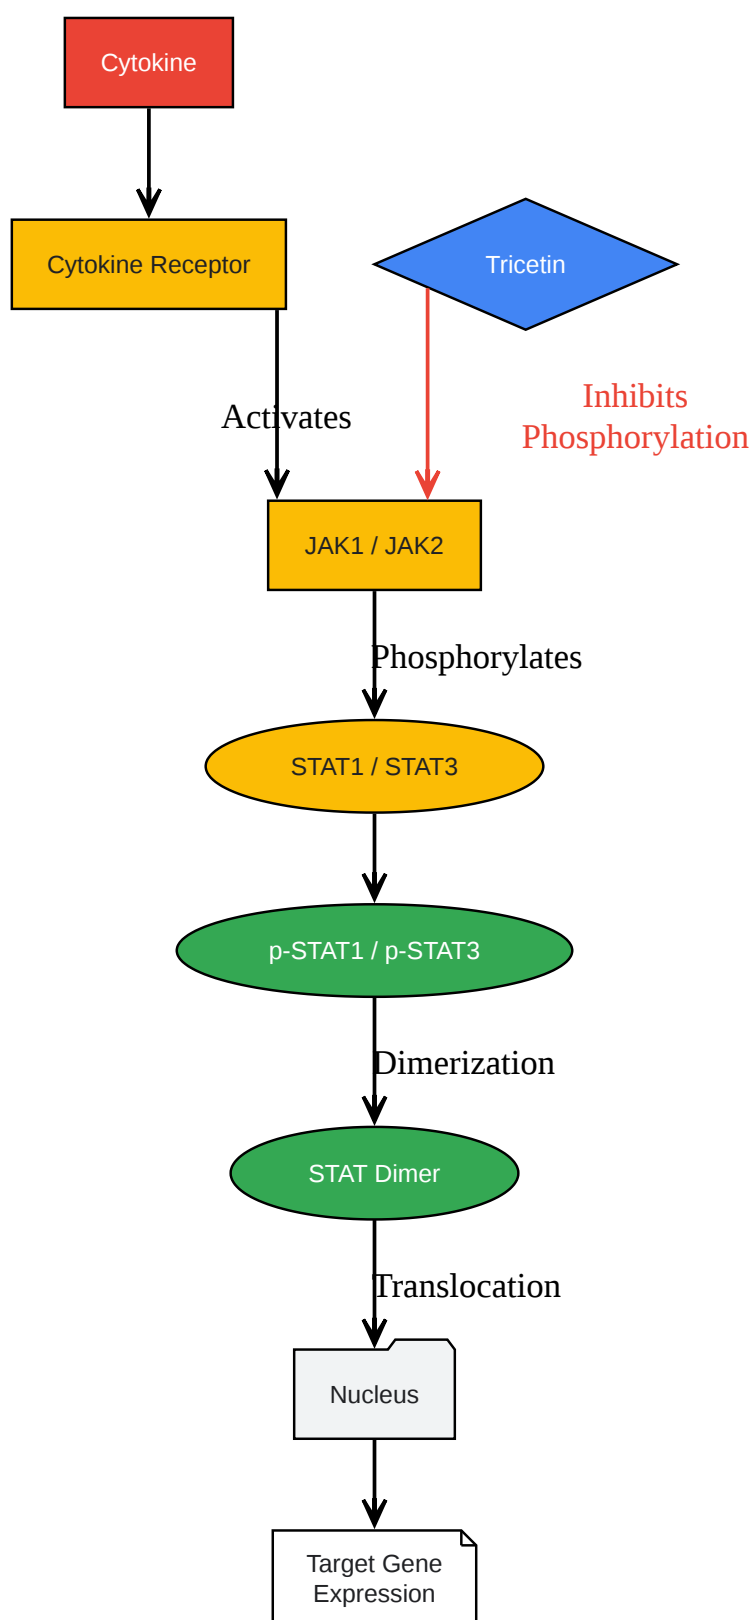 Cytokine
Cytokine Receptor
Tricetin
Activates
Inhibits
Phosphorylation
JAK1 / JAK2
Phosphorylates
STAT1 / STAT3
p-STAT1 / p-STAT3
Dimerization
STAT Dimer
Translocation
Nucleus
Target Gene
Expression